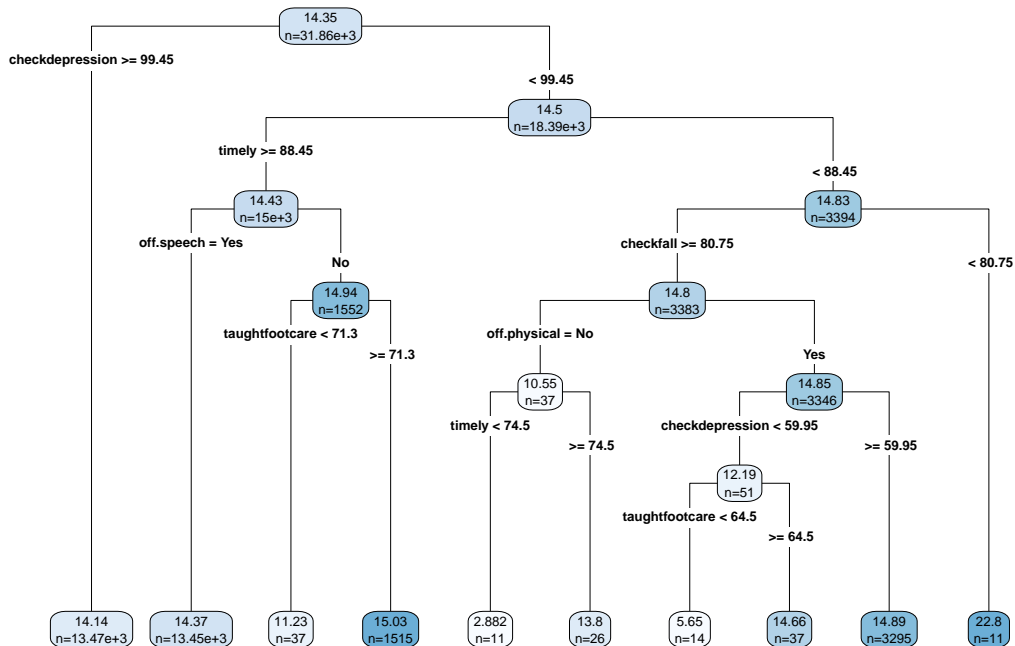 14.35
n=31.86e+3
checkdepression >= 99.45
< 99.45
14.5
n=18.39e+3
timely >= 88.45
< 88.45
14.43
n=15e+3
14.83
n=3394
off.speech = Yes
No
checkfall >= 80.75
< 80.75
14.94
n=1552
14.8
n=3383
taughtfootcare < 71.3
>= 71.3
off.physical = No
Yes
10.55
n=37
14.85
n=3346
timely < 74.5
>= 74.5
checkdepression < 59.95
>= 59.95
12.19
n=51
taughtfootcare < 64.5
>= 64.5
14.14
n=13.47e+3
14.37
n=13.45e+3
11.23
n=37
15.03
n=1515
2.882
n=11
13.8
n=26
5.65
n=14
14.66
n=37
14.89
n=3295
22.8
n=11